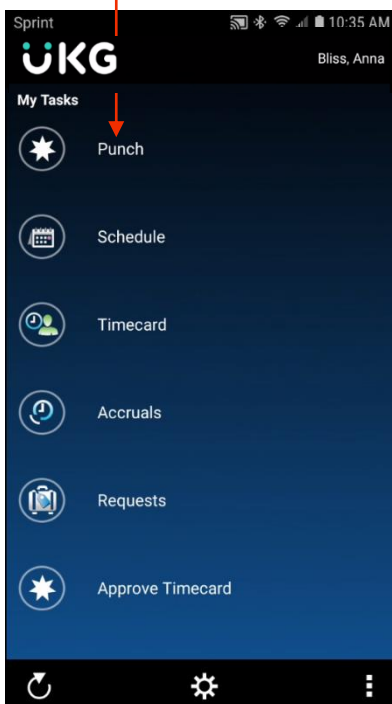 Sprint 10:35 AM
UKG Bliss, Anna
My Tasks
Punch
Schedule
Timecard
Accruals
Requests
Approve Timecard